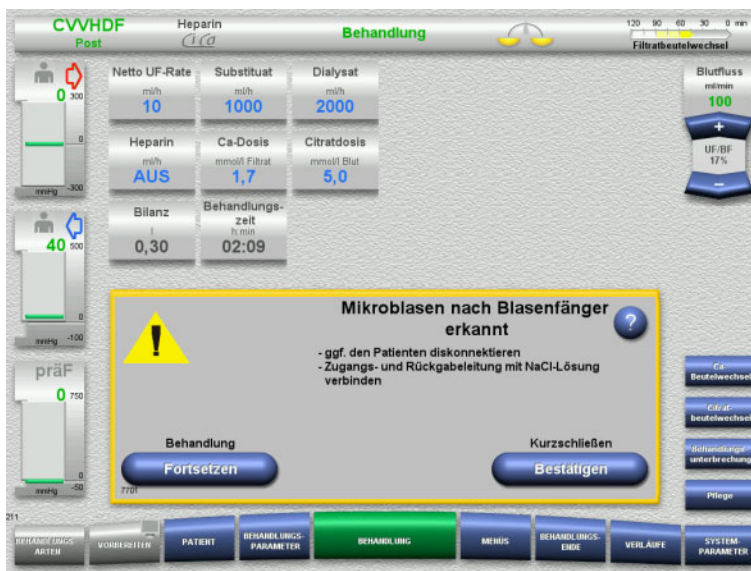 CVVHDF
Post
Heparin
CiCa
Behandlung
120 90 60 30 0 min
Filtratbeutelwechsel
0 300
0
mmHg -300
40 500
0
mmHg -100
präF
0 750
0
mmHg -50
Netto UF-Rate
ml/h
10
Substituat
ml/h
1000
Dialysat
ml/h
2000
Heparin
ml/h
AUS
Ca-Dosis
mmol/l Filtrat
1,7
Citratdosis
mmol/l Blut
5,0
Bilanz
l
0,30
Behandlungs-
zeit
h:min
02:09
Blutfluss
ml/min
100
+
UF/BF
17%
−
!
Mikroblasen nach Blasenfänger
erkannt
?
- ggf. den Patienten diskonnektieren
- Zugangs- und Rückgabeleitung mit NaCl-Lösung
verbinden
Behandlung
Fortsetzen
Kurzschließen
Bestätigen
7701
Ca-
Beutelwechsel
Citrat-
beutelwechsel
Behandlungs-
unterbrechung
Pflege
211
BEHANDLUNGS-
ARTEN
VORBEREITEN
PATIENT
BEHANDLUNGS-
PARAMETER
BEHANDLUNG
MENÜS
BEHANDLUNGS-
ENDE
VERLÄUFE
SYSTEM-
PARAMETER